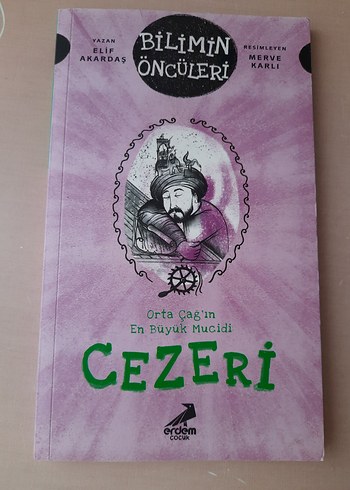 YAZAN
ELİF
AKARDAŞ
BİLİMİN
ÖNCÜLERİ
RESİMLEYEN
MERVE
KARLI
Orta Çağ'ın
En Büyük Mucidi
CEZERİ
erdem
ÇOCUK